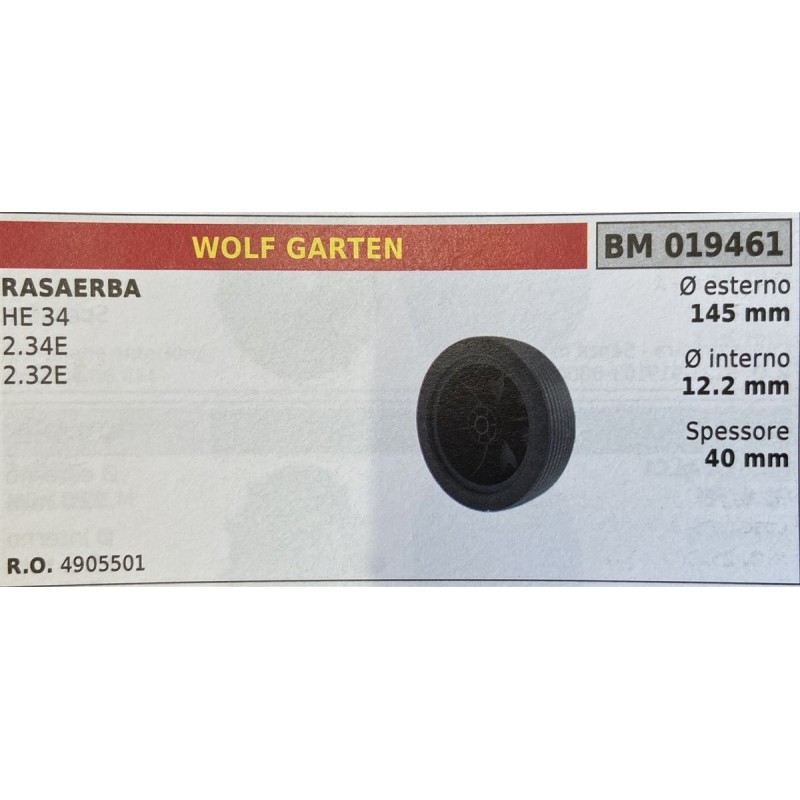 WOLF GARTEN
BM 019461
RASAERBA
HE 34
2.34E
2.32E
R.O. 4905501
Ø esterno
145 mm
Ø interno
12.2 mm
Spessore
40 mm